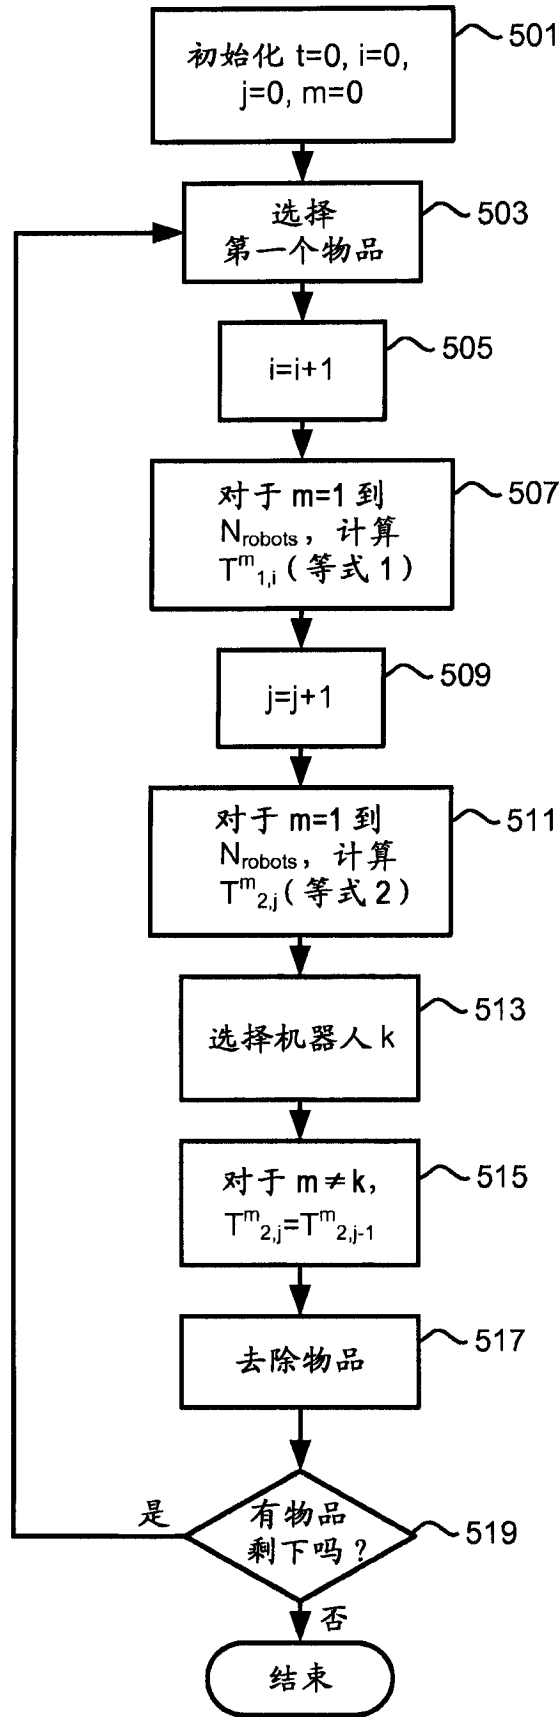 初始化 t=0, i=0,
j=0, m=0
501
选择
第一个物品
503
i=i+1
505
对于 m=1 到
N_robots, 计算
T^m_1,i (等式 1)
507
j=j+1
509
对于 m=1 到
N_robots, 计算
T^m_2,j (等式 2)
511
选择机器人 k
513
对于 m ≠ k,
T^m_2,j=T^m_2,j-1
515
去除物品
517
是
有物品
剩下吗?
519
否
结束